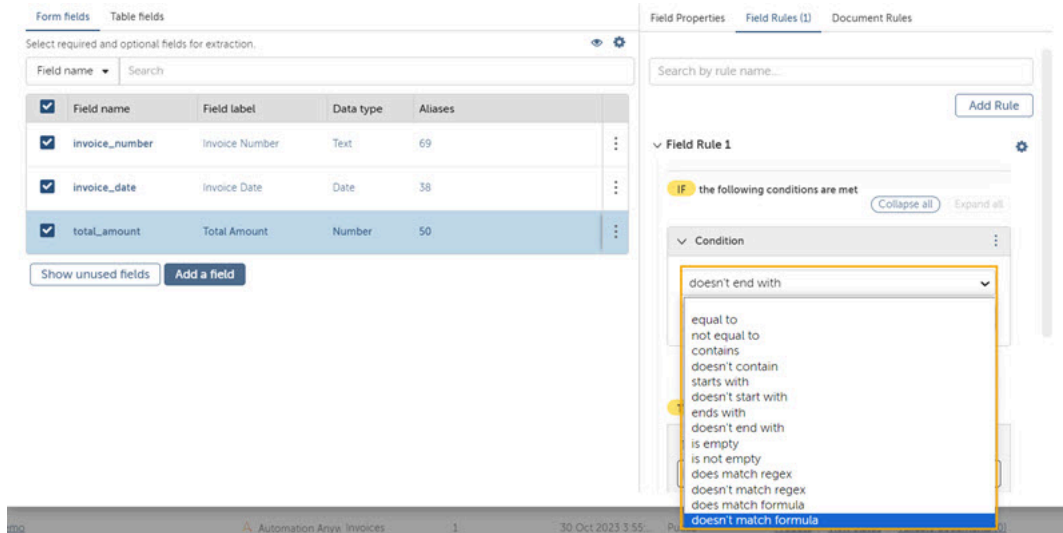 Form fields Table fields
Select required and optional fields for extraction.
Field name Search
Field name Field label Data type Aliases
invoice_number Invoice Number Text 69
invoice_date Invoice Date Date 38
total_amount Total Amount Number 50
Show unused fields Add a field
Field Properties Field Rules (1) Document Rules
Search by rule name...
Add Rule
Field Rule 1
IF the following conditions are met
Collapse all Expand all
Condition
doesn't end with
equal to
not equal to
contains
doesn't contain
starts with
doesn't start with
ends with
doesn't end with
is empty
is not empty
does match regex
doesn't match regex
does match formula
doesn't match formula
Automation Anyw Invoices 1 30 Oct 2023 3:55:...